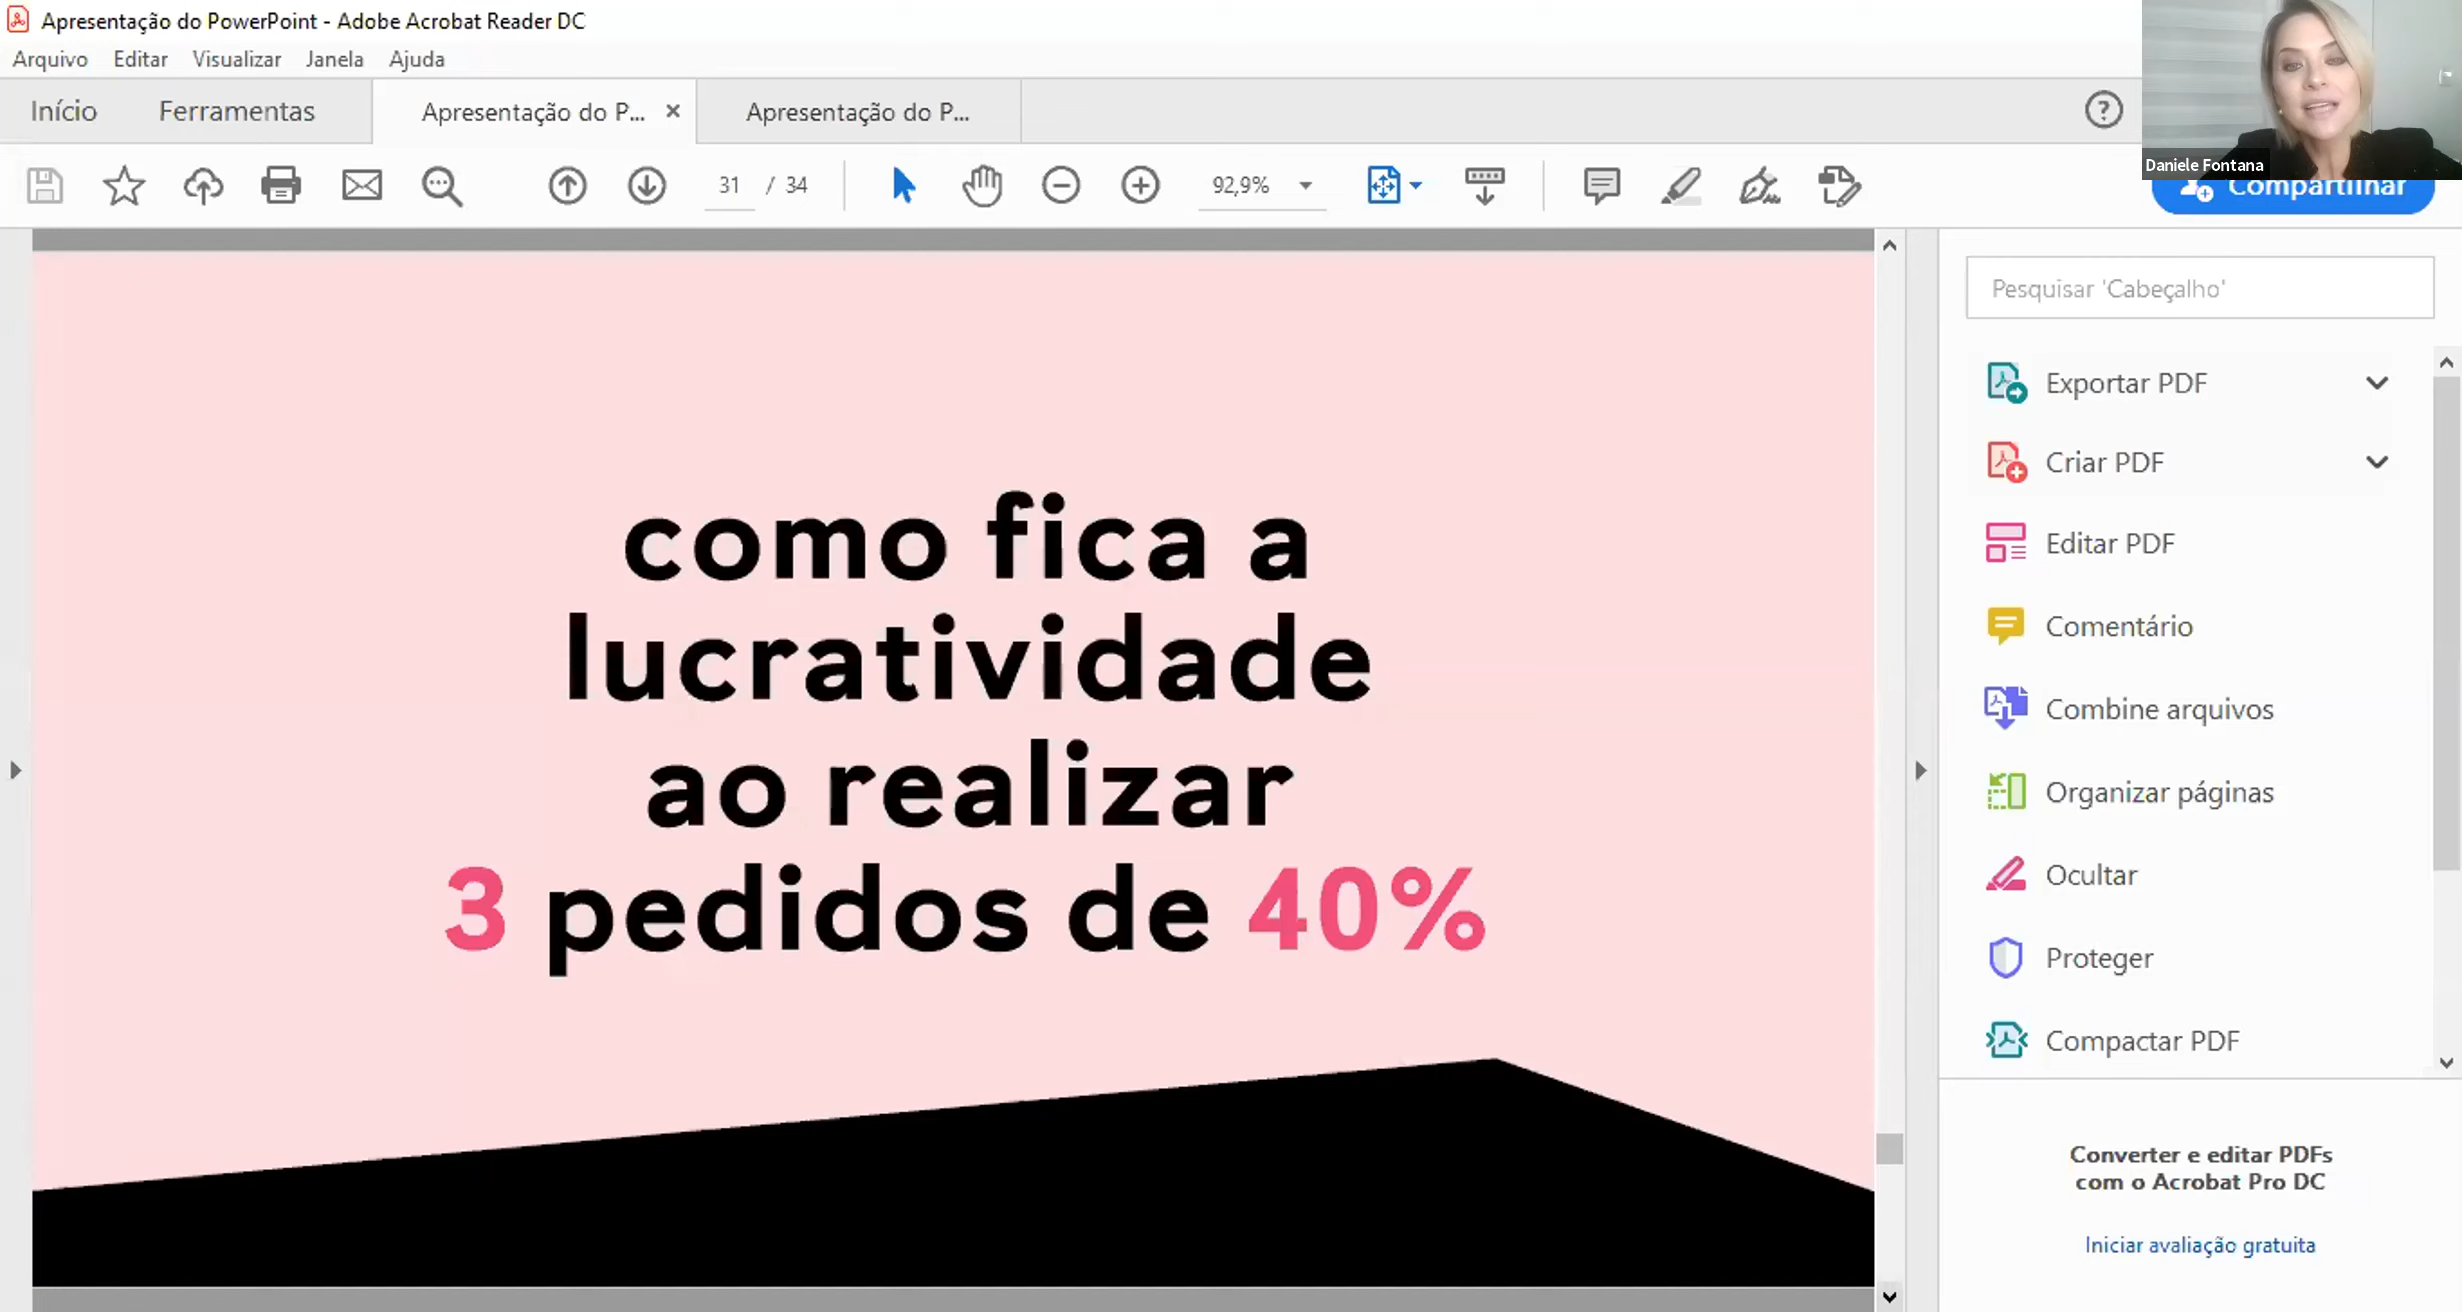 Apresentação do PowerPoint - Adobe Acrobat Reader DC
Arquivo Editar Visualizar Janela Ajuda
Início Ferramentas Apresentação do P... Apresentação do P...
31 / 34 92,9%
Daniele Fontana
Compartilhar
como fica a
lucratividade
ao realizar
3 pedidos de 40%
Pesquisar 'Cabeçalho'
Exportar PDF
Criar PDF
Editar PDF
Comentário
Combine arquivos
Organizar páginas
Ocultar
Proteger
Compactar PDF
Converter e editar PDFs
com o Acrobat Pro DC
Iniciar avaliação gratuita